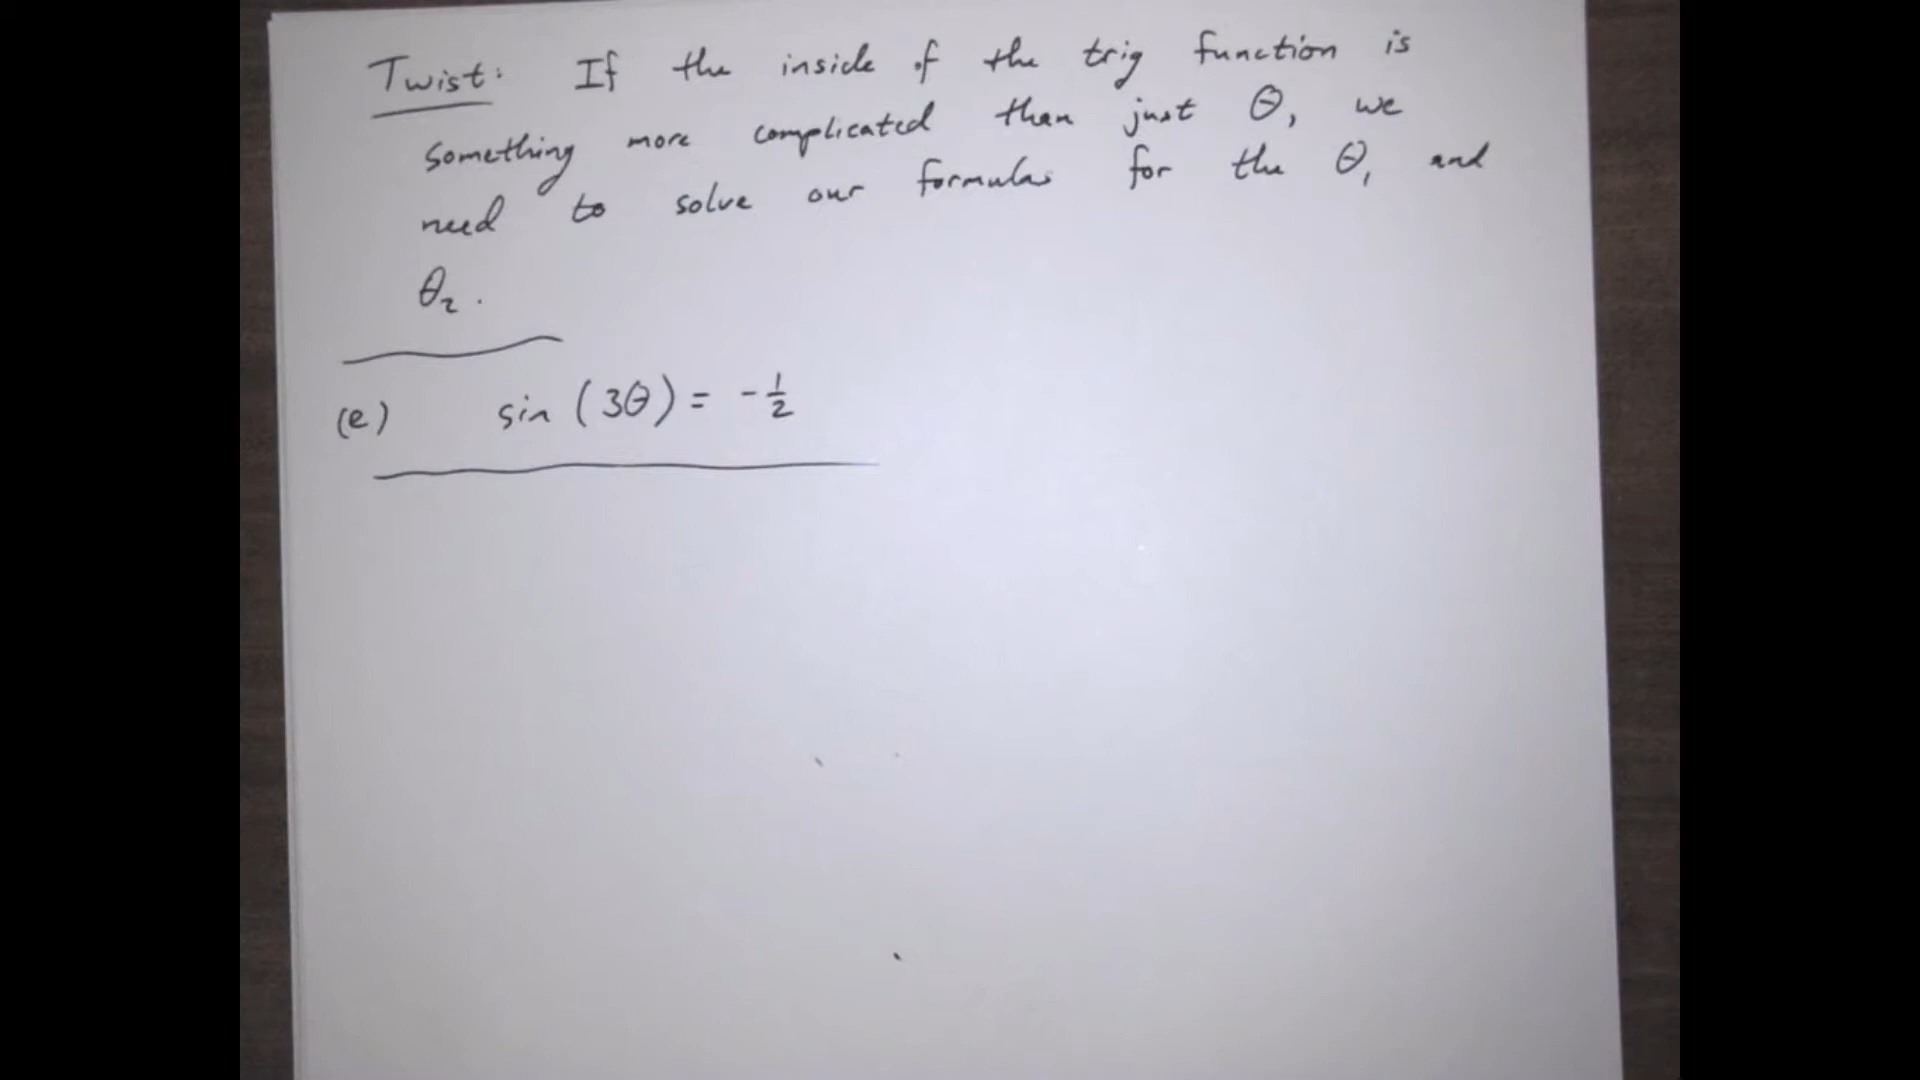 Twist: If the inside of the trig function is
something more complicated than just θ, we
need to solve our formulas for the θ₁ and
θ₂.
(e) sin (3θ) = -1/2